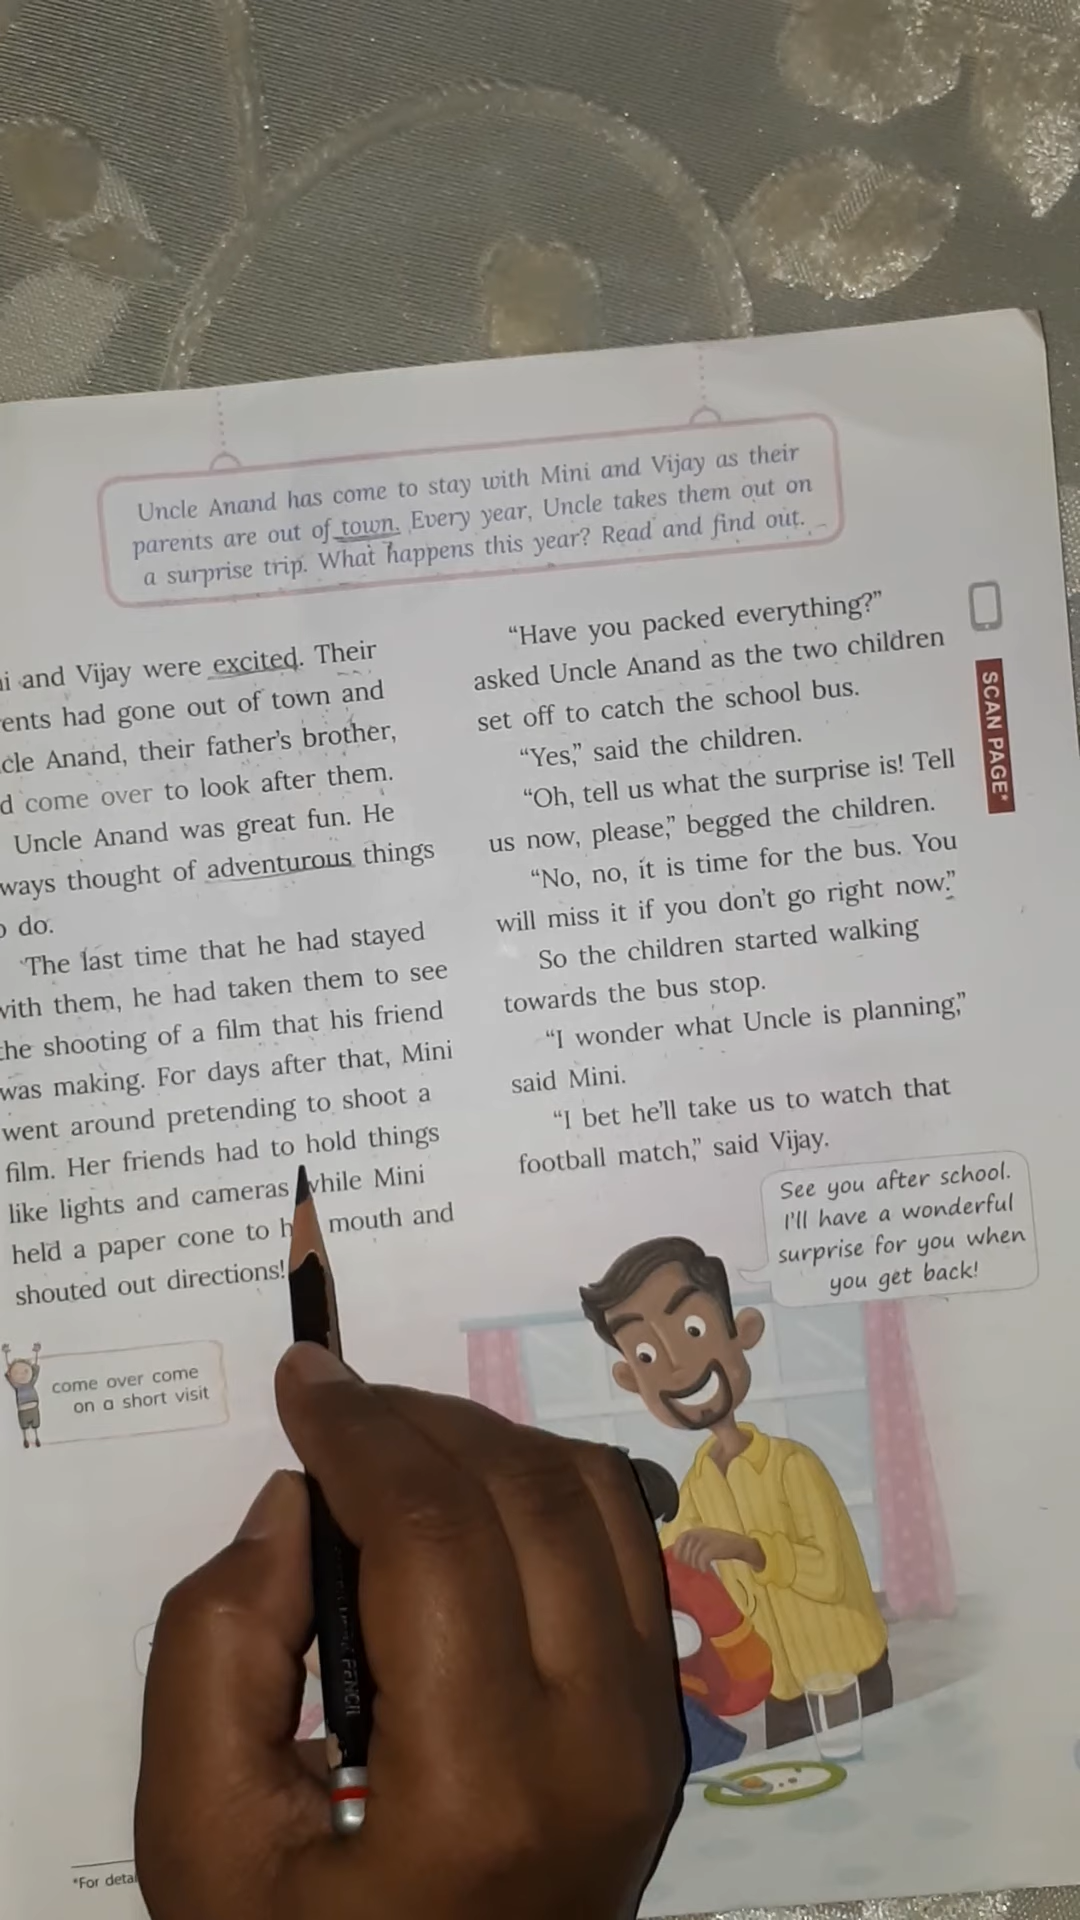 Uncle Anand has come to stay with Mini and Vijay as their
parents are out of town. Every year, Uncle takes them out on
a surprise trip. What happens this year? Read and find out.
and Vijay were excited. Their
had gone out of town and
Anand, their father's brother,
come over to look after them.
Uncle Anand was great fun. He
thought of adventurous things
do.
The last time that he had stayed
with them, he had taken them to see
the shooting of a film that his friend
was making. For days after that, Mini
went around pretending to shoot a
film. Her friends had to hold things
like lights and cameras while Mini
held a paper cone to mouth and
shouted out directions!
come over come
on a short visit
"Have you packed everything?"
asked Uncle Anand as the two children
set off to catch the school bus.
"Yes," said the children.
"Oh, tell us what the surprise is! Tell
us now, please," begged the children.
"No, no, it is time for the bus. You
will miss it if you don't go right now."
So the children started walking
towards the bus stop.
"I wonder what Uncle is planning,"
said Mini.
"I bet he'll take us to watch that
football match," said Vijay.
See you after school.
I'll have a wonderful
surprise for you when
you get back!
SCAN PAGE*
*For